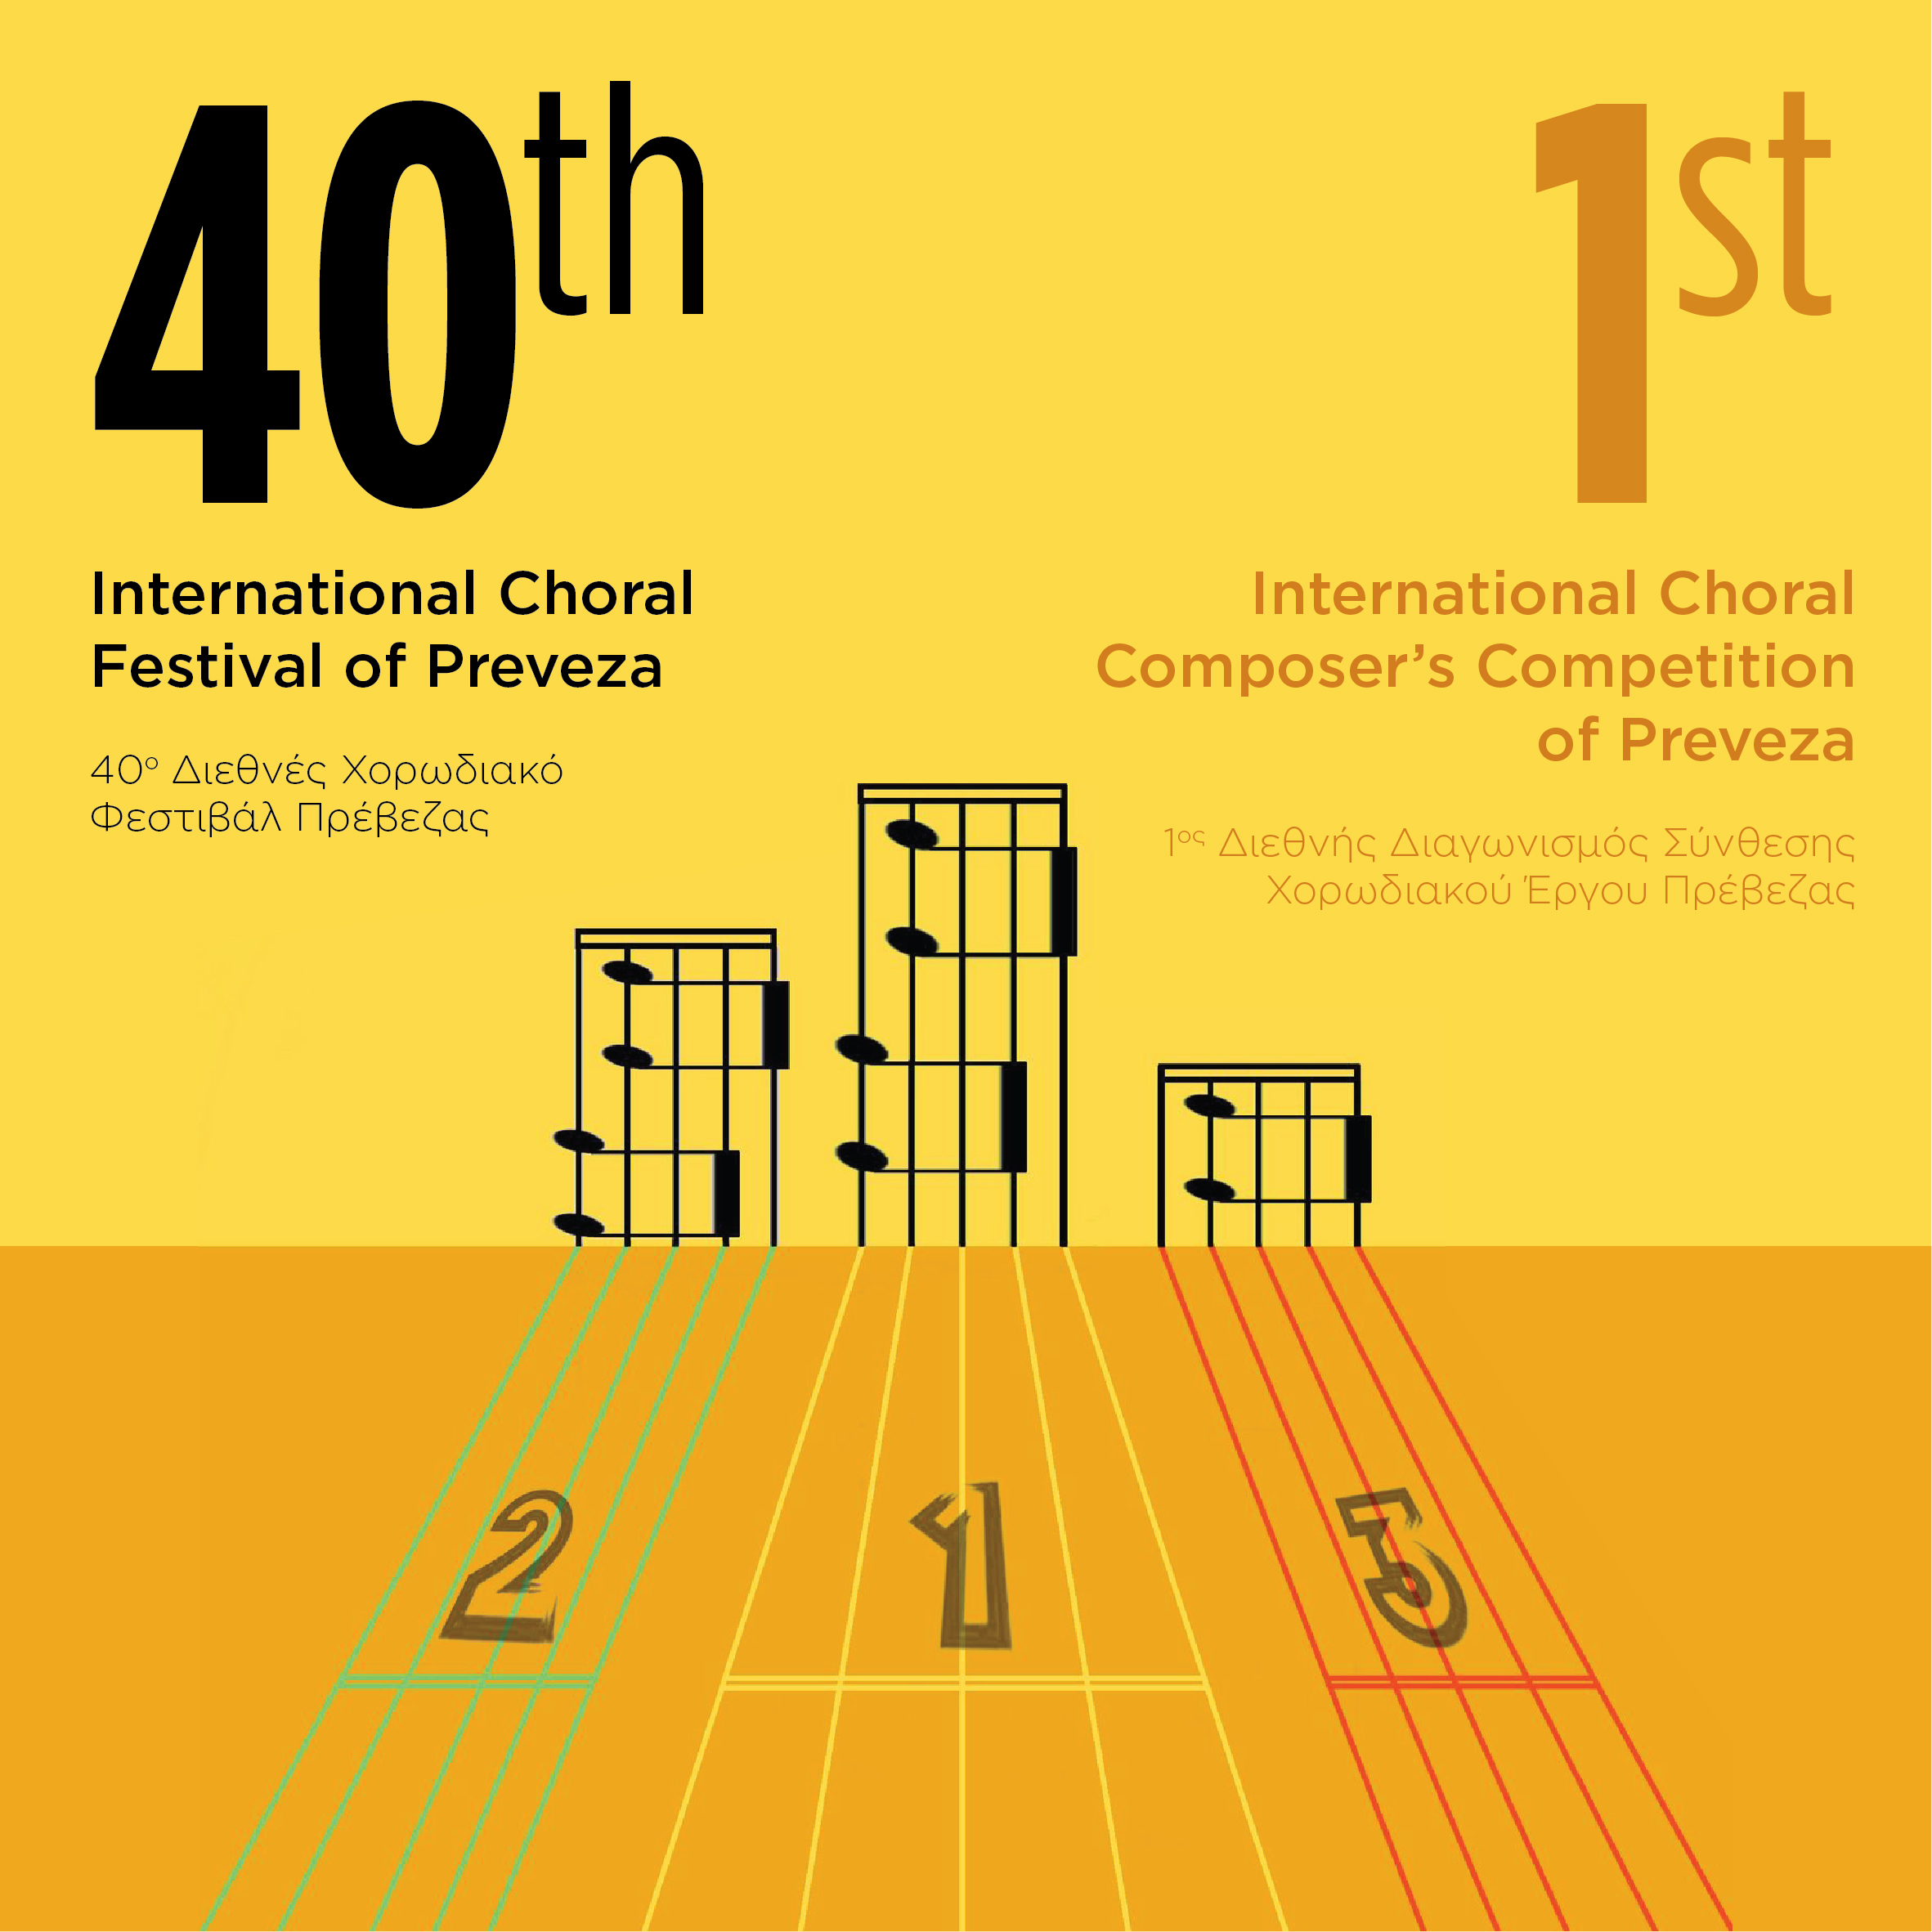 40th
International Choral
Festival of Preveza
40ο Διεθνές Χορωδιακό
Φεστιβάλ Πρέβεζας
1st
International Choral
Composer’s Competition
of Preveza
1ος Διεθνής Διαγωνισμός Σύνθεσης
Χορωδιακού Έργου Πρέβεζας
2 1 3